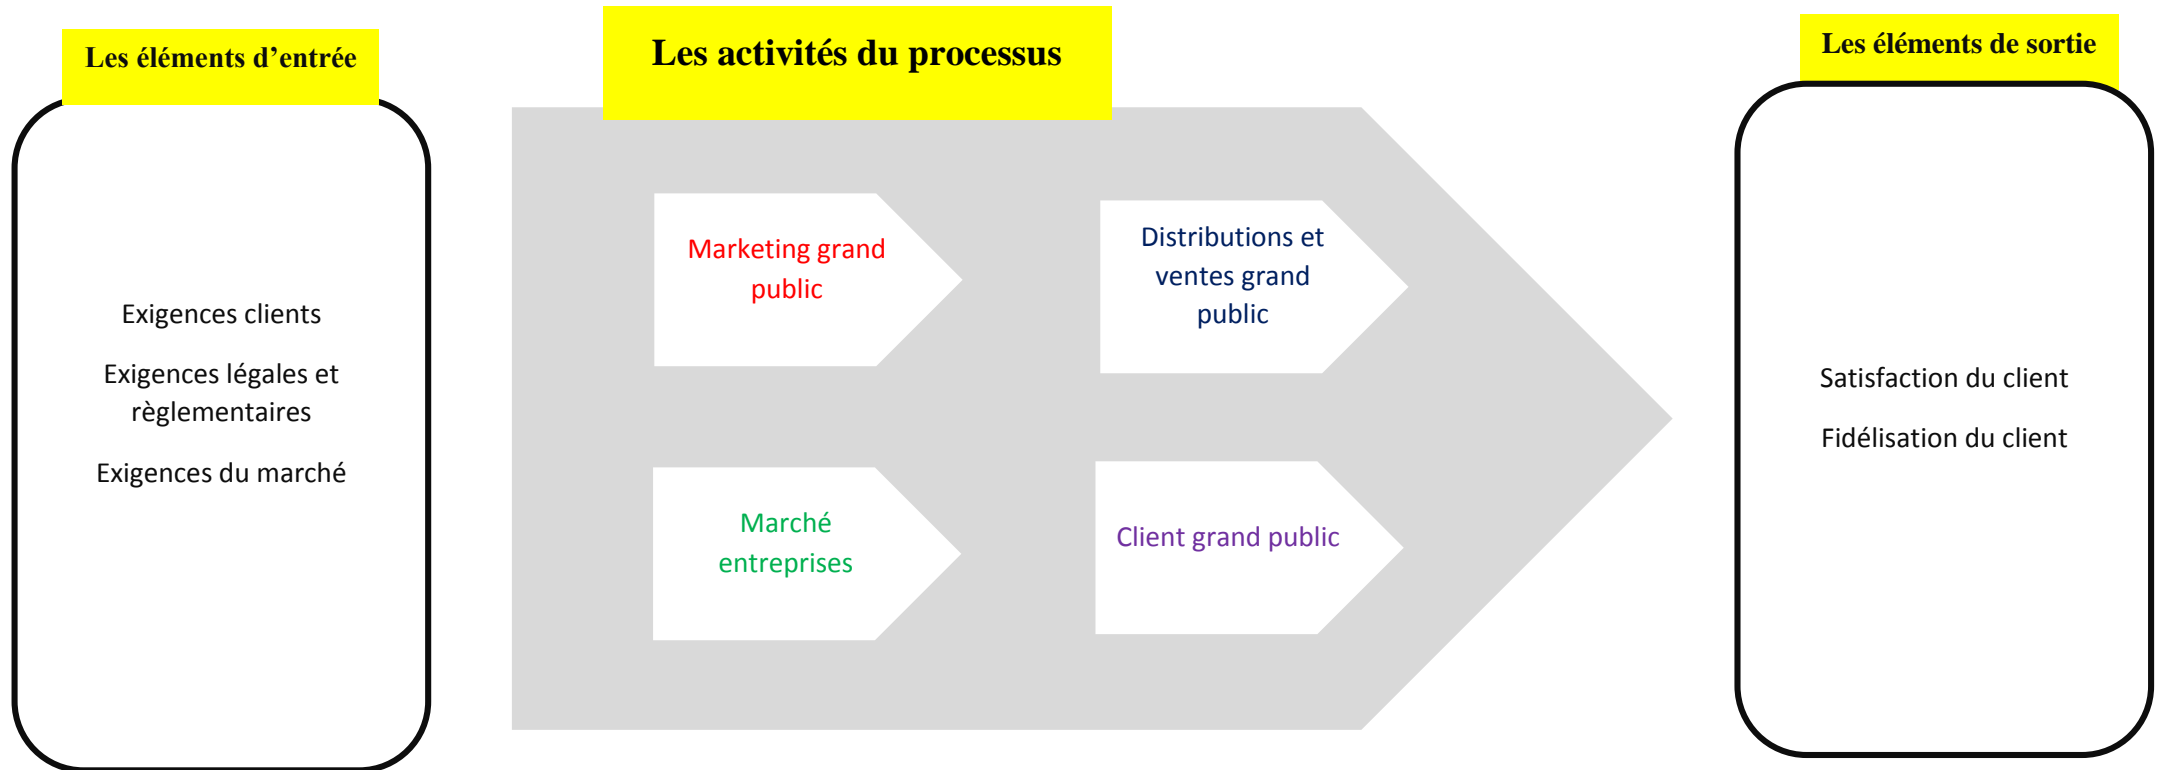 Les éléments d’entrée
Exigences clients
Exigences légales et
règlementaires
Exigences du marché
Les activités du processus
Marketing grand
public
Distributions et
ventes grand
public
Marché
entreprises
Client grand public
Les éléments de sortie
Satisfaction du client
Fidélisation du client